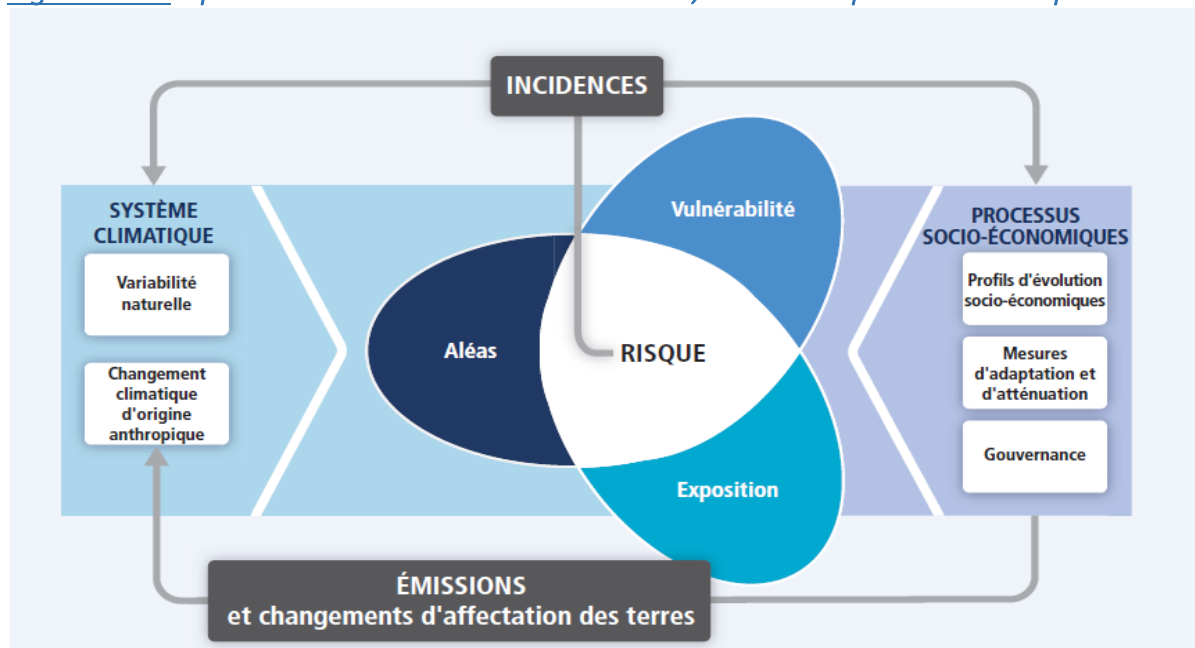 INCIDENCES
SYSTÈME
CLIMATIQUE
Variabilité
naturelle
Changement
climatique
d'origine
anthropique
Aléas
RISQUE
Vulnérabilité
Exposition
PROCESSUS
SOCIO-ÉCONOMIQUES
Profils d'évolution
socio-économiques
Mesures
d'adaptation et
d'atténuation
Gouvernance
ÉMISSIONS
et changements d'affectation des terres